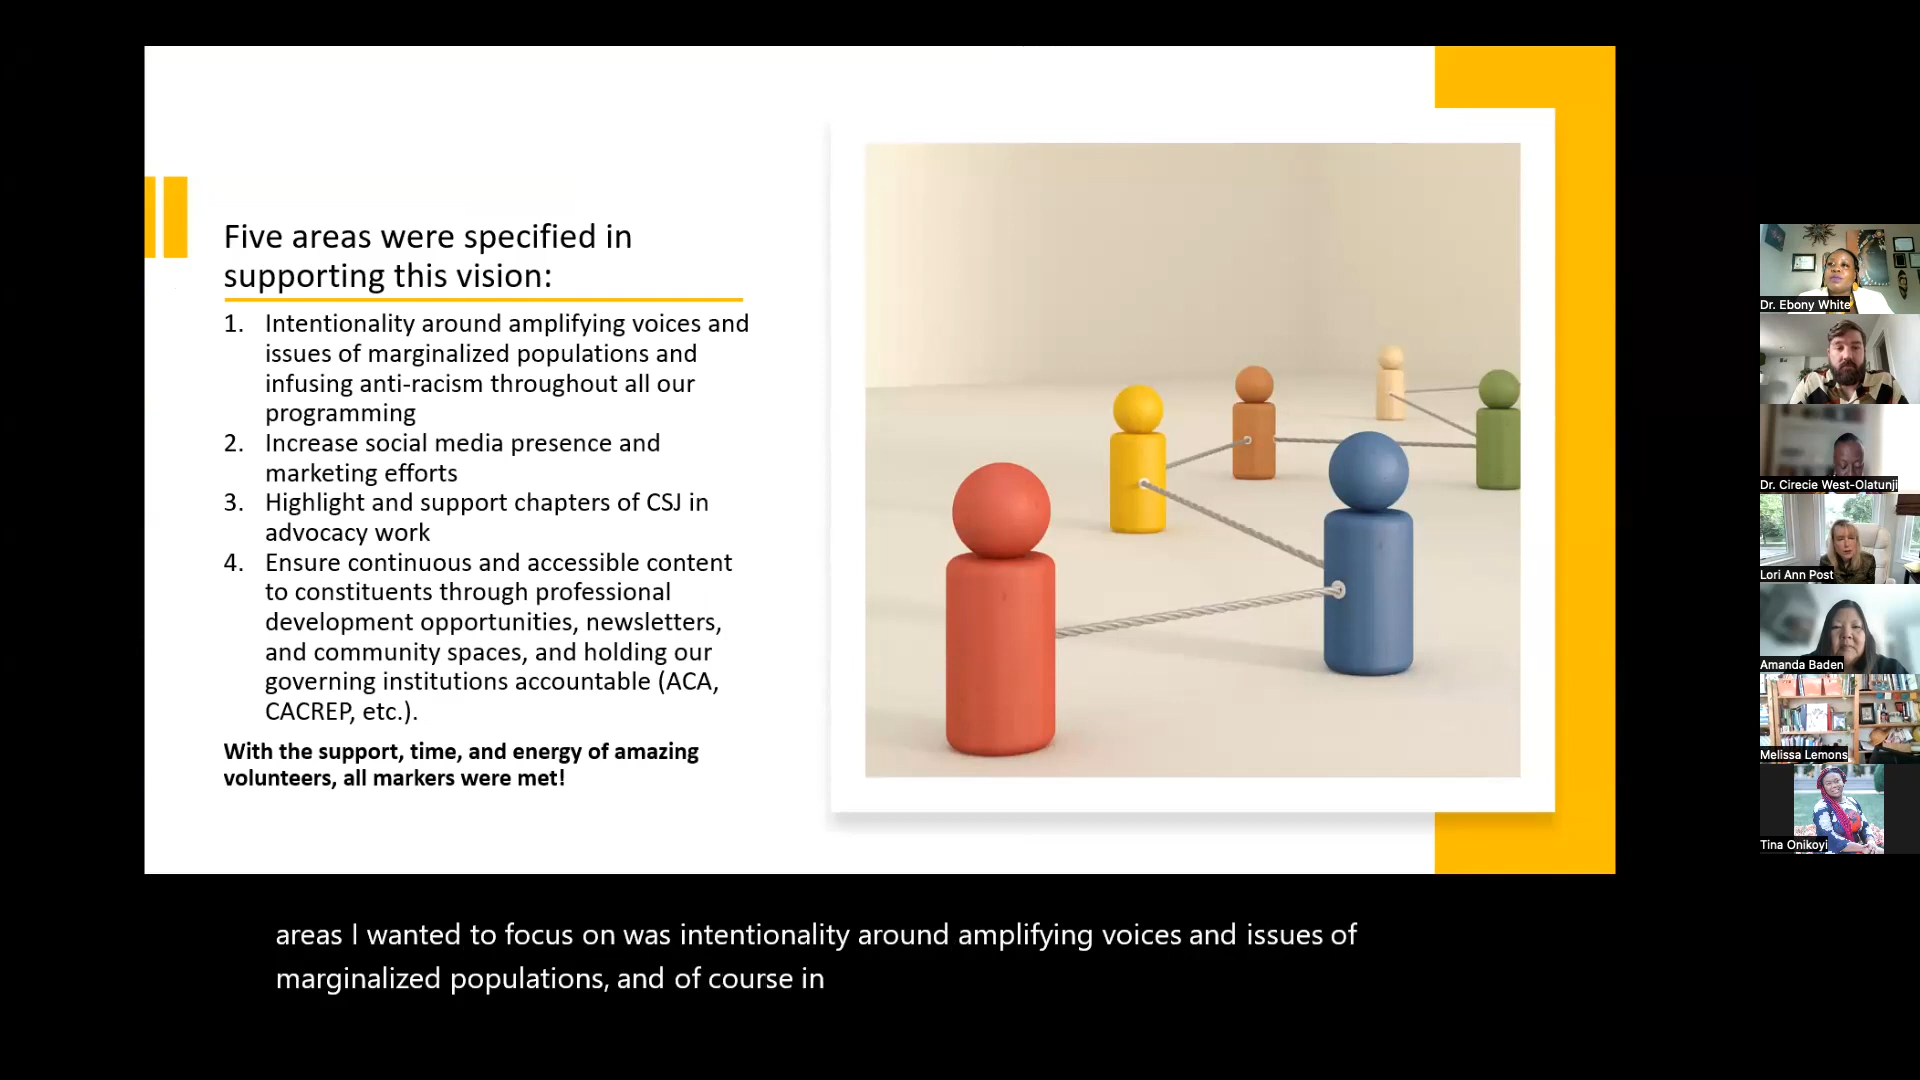 Five areas were specified in
supporting this vision:
1. Intentionality around amplifying voices and
issues of marginalized populations and
infusing anti-racism throughout all our
programming
2. Increase social media presence and
marketing efforts
3. Highlight and support chapters of CSJ in
advocacy work
4. Ensure continuous and accessible content
to constituents through professional
development opportunities, newsletters,
and community spaces, and holding our
governing institutions accountable (ACA,
CACREP, etc.).
With the support, time, and energy of amazing
volunteers, all markers were met!
Dr. Ebony White
Dr. Cirecie West-Olatunji
Lori Ann Post
Amanda Baden
Melissa Lemons
Tina Onikoyi
areas I wanted to focus on was intentionality around amplifying voices and issues of
marginalized populations, and of course in